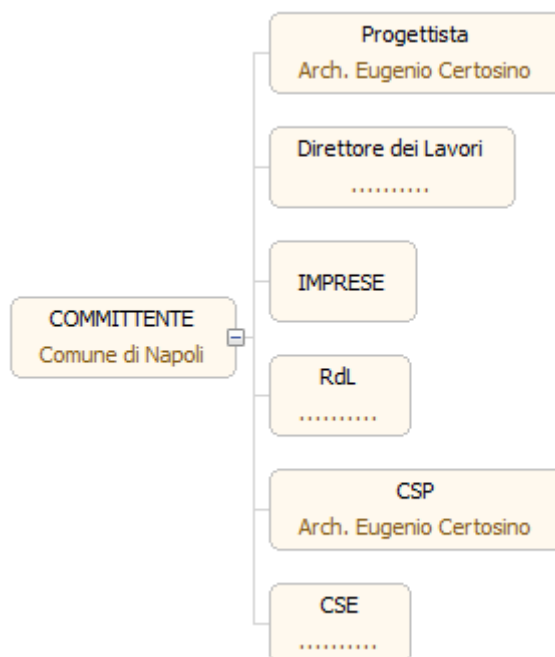 Progettista
Arch. Eugenio Certosino
Direttore dei Lavori
..........
IMPRESE
COMMITTENTE
Comune di Napoli
RdL
..........
CSP
Arch. Eugenio Certosino
CSE
..........